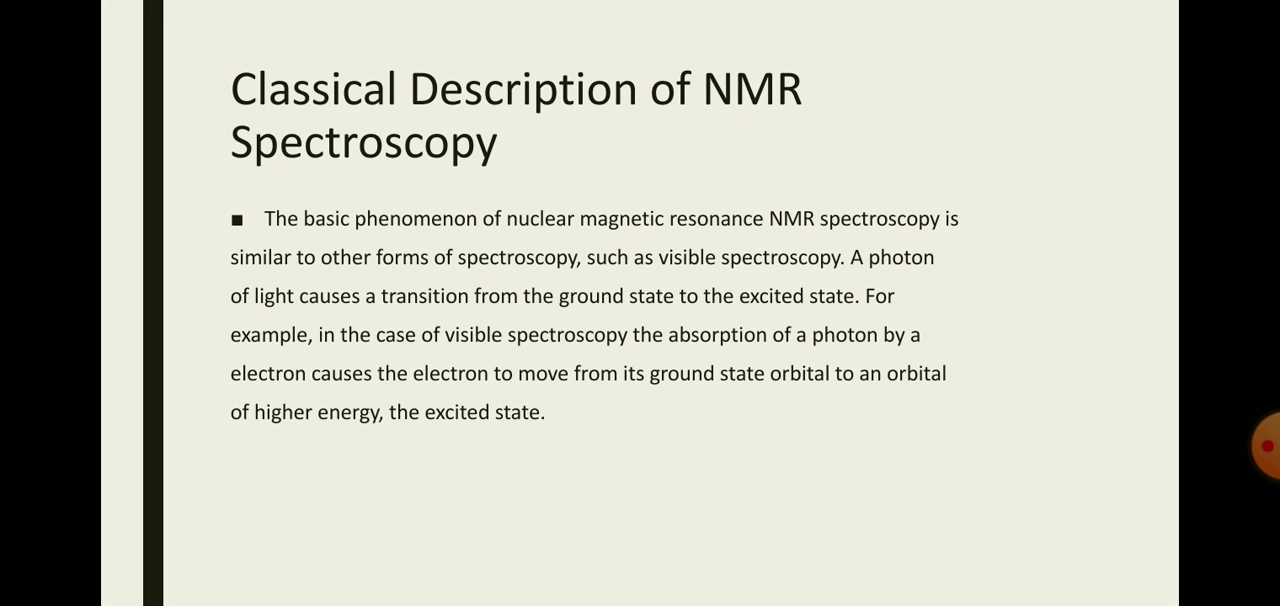 Classical Description of NMR
Spectroscopy
■ The basic phenomenon of nuclear magnetic resonance NMR spectroscopy is
similar to other forms of spectroscopy, such as visible spectroscopy. A photon
of light causes a transition from the ground state to the excited state. For
example, in the case of visible spectroscopy the absorption of a photon by a
electron causes the electron to move from its ground state orbital to an orbital
of higher energy, the excited state.